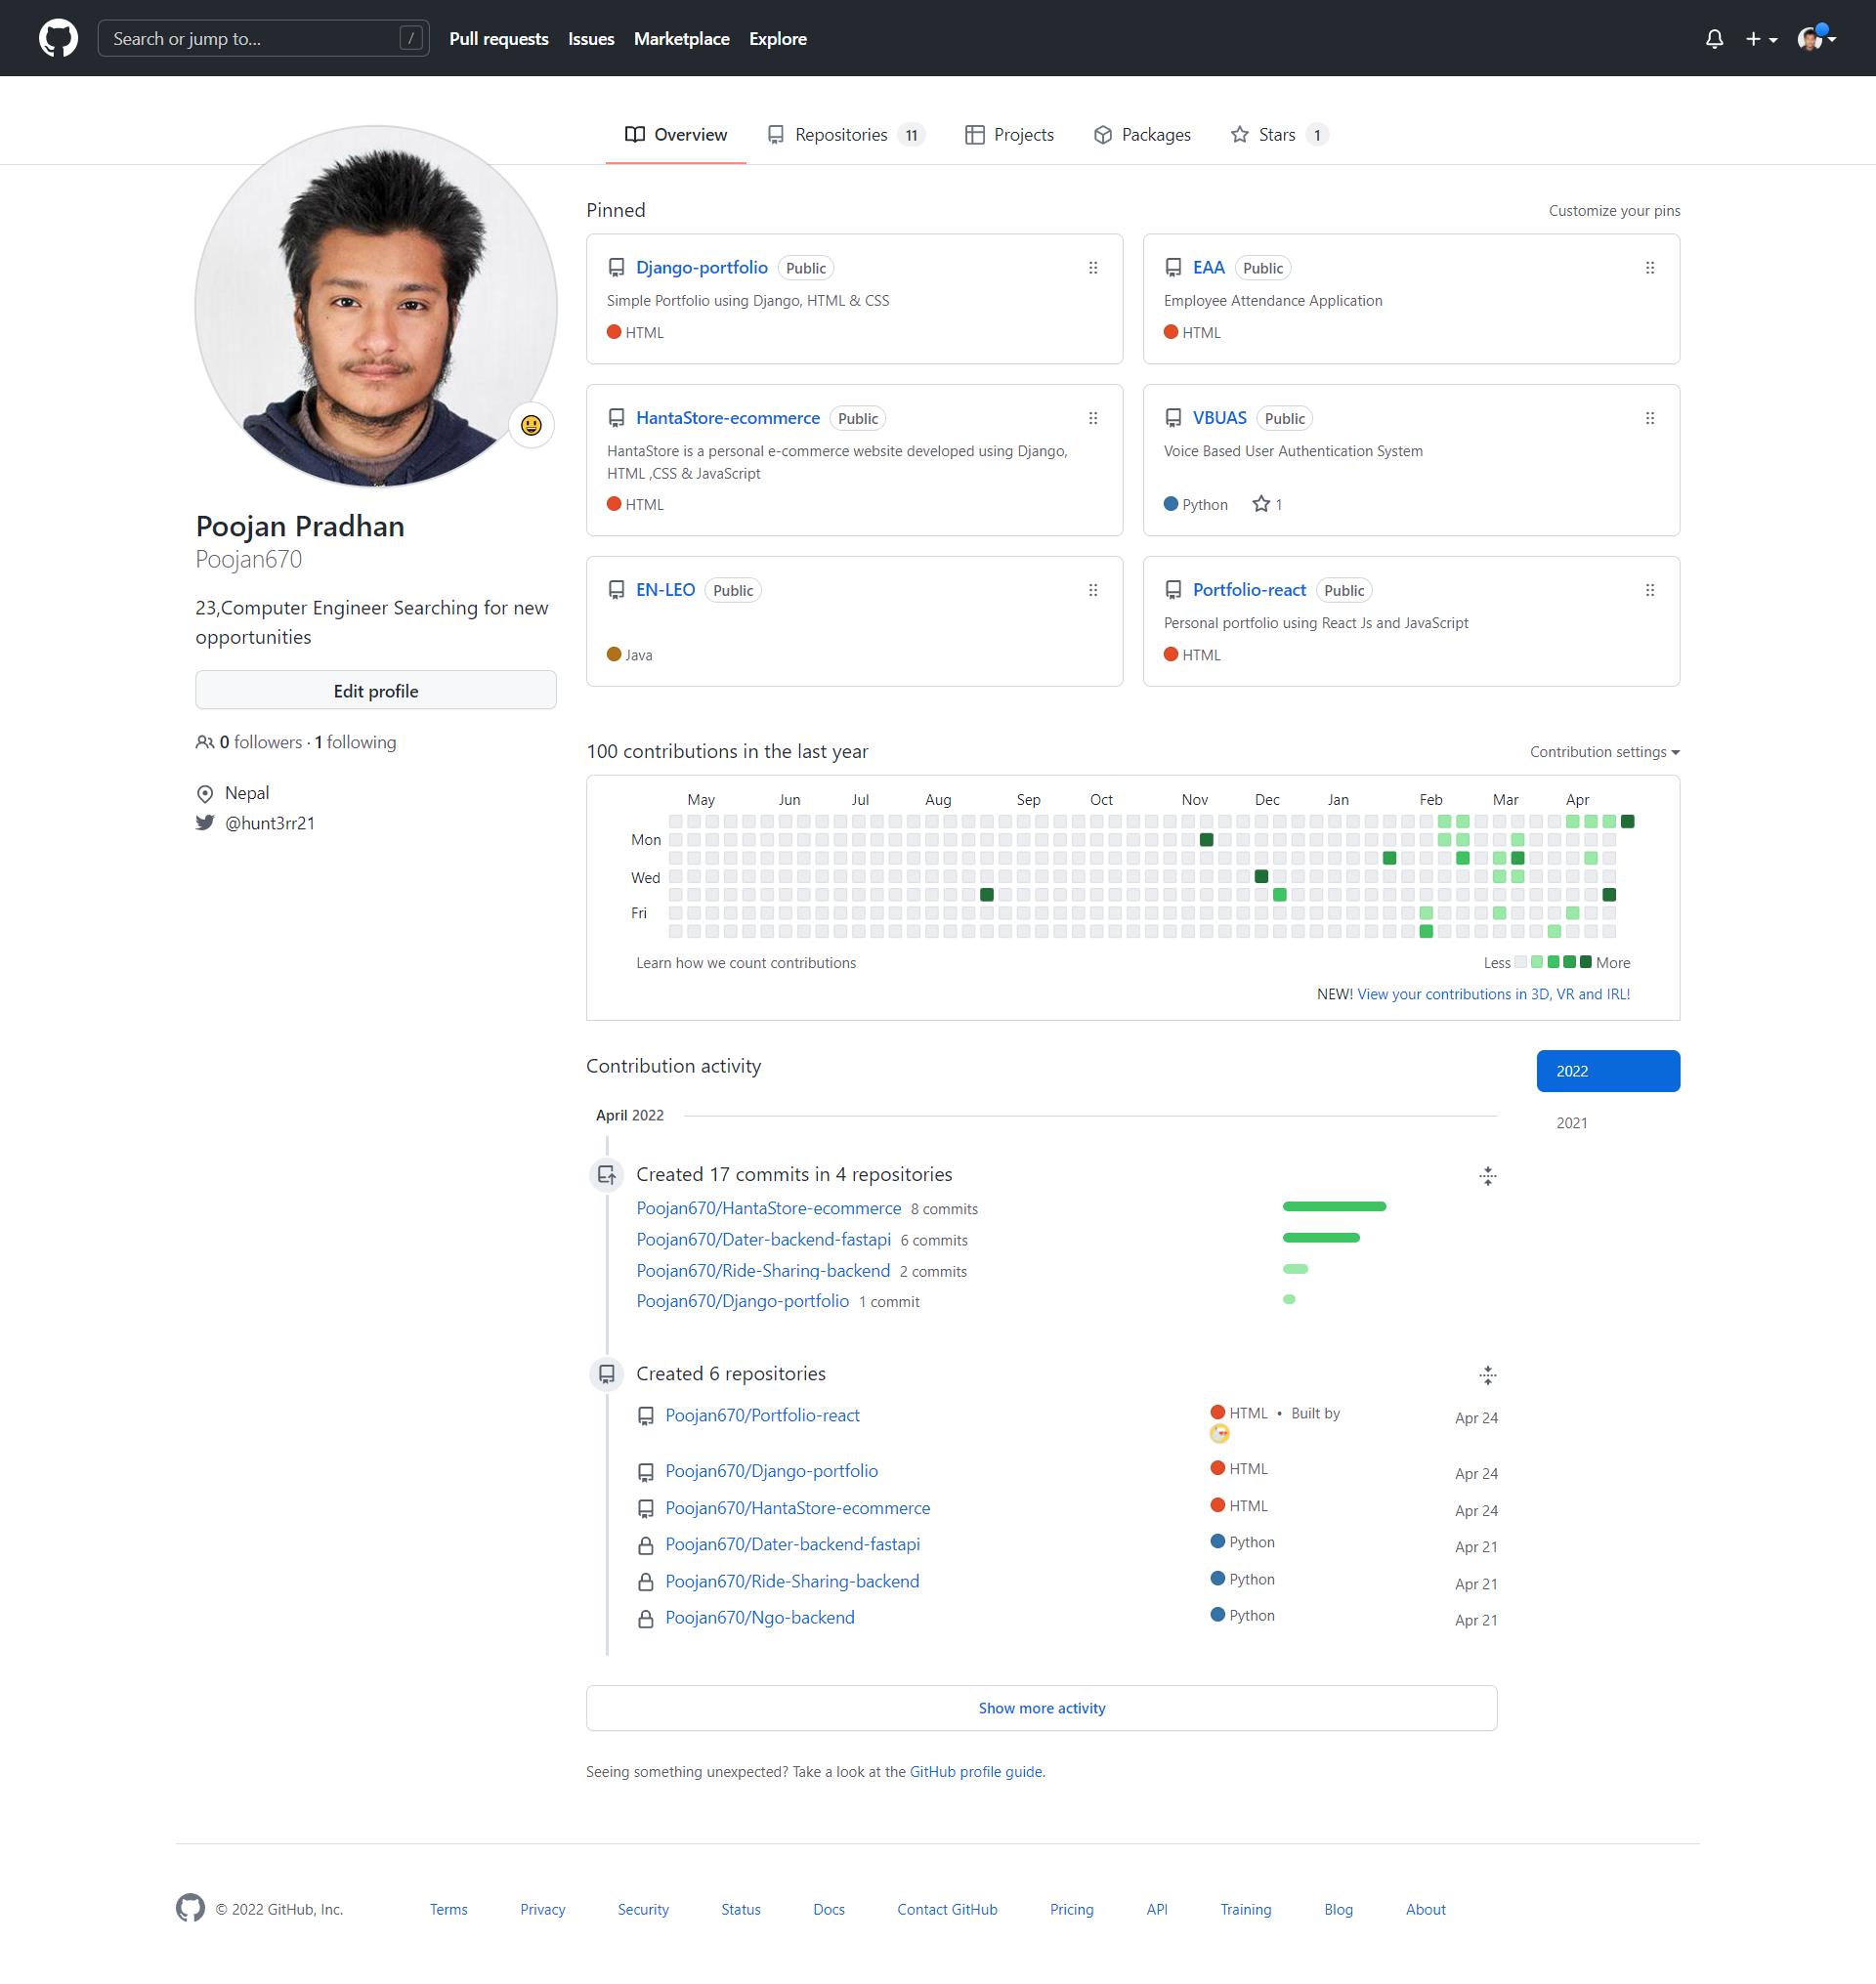 Search or jump to... /
Pull requests
Issues
Marketplace
Explore
Overview
Repositories 11
Projects
Packages
Stars 1
Poojan Pradhan
Poojan670
23,Computer Engineer Searching for new
opportunities
Edit profile
0 followers · 1 following
Nepal
@hunt3rr21
Pinned
Customize your pins
Django-portfolio Public
Simple Portfolio using Django, HTML & CSS
HTML
EAA Public
Employee Attendance Application
HTML
HantaStore-ecommerce Public
HantaStore is a personal e-commerce website developed using Django,
HTML ,CSS & JavaScript
HTML
VBUAS Public
Voice Based User Authentication System
Python 1
EN-LEO Public
Java
Portfolio-react Public
Personal portfolio using React Js and JavaScript
HTML
100 contributions in the last year
Contribution settings
May Jun Jul Aug Sep Oct Nov Dec Jan Feb Mar Apr
Mon
Wed
Fri
Learn how we count contributions
Less More
NEW! View your contributions in 3D, VR and IRL!
Contribution activity
2022
2021
April 2022
Created 17 commits in 4 repositories
Poojan670/HantaStore-ecommerce 8 commits
Poojan670/Dater-backend-fastapi 6 commits
Poojan670/Ride-Sharing-backend 2 commits
Poojan670/Django-portfolio 1 commit
Created 6 repositories
Poojan670/Portfolio-react HTML • Built by Apr 24
Poojan670/Django-portfolio HTML Apr 24
Poojan670/HantaStore-ecommerce HTML Apr 24
Poojan670/Dater-backend-fastapi Python Apr 21
Poojan670/Ride-Sharing-backend Python Apr 21
Poojan670/Ngo-backend Python Apr 21
Show more activity
Seeing something unexpected? Take a look at the GitHub profile guide.
© 2022 GitHub, Inc. Terms Privacy Security Status Docs Contact GitHub Pricing API Training Blog About